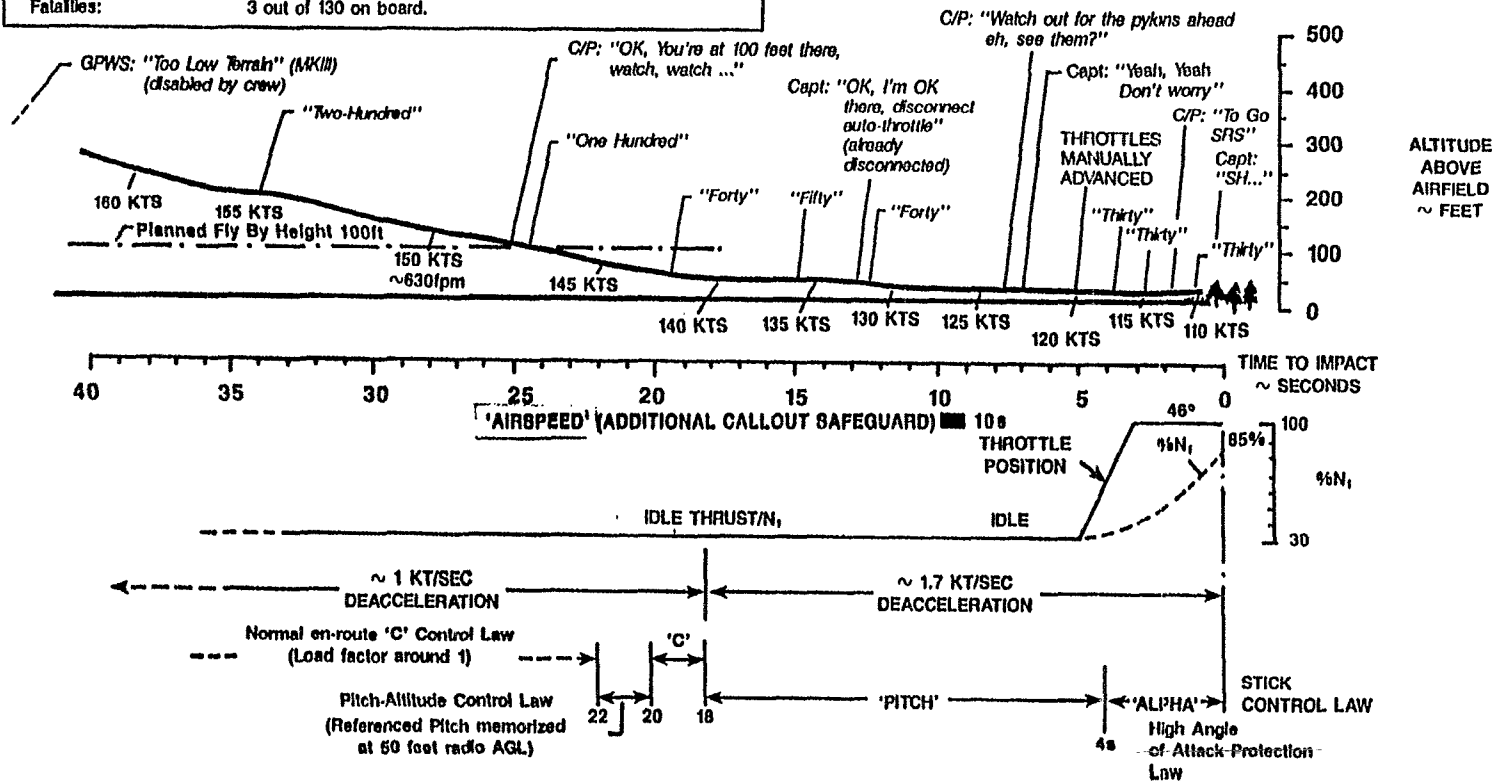 Fatalities: 3 out of 130 on board.
GPWS: "Too Low Terrain" (MKIII)
(disabled by crew)
"Two-Hundred"
C/P: "OK, You're at 100 feet there,
watch, watch ..."
"One Hundred"
"Forty"
"Fifty"
Capt: "OK, I'm OK
there, disconnect
auto-throttle"
(already
disconnected)
"Forty"
C/P: "Watch out for the pylons ahead
eh, see them?"
Capt: "Yeah, Yeah
Don't worry"
THROTTLES
MANUALLY
ADVANCED
"Thirty"
"Thirty"
C/P: "To Go
SRS"
Capt:
"SH..."
"Thirty"
500
400
300
200
100
0
ALTITUDE
ABOVE
AIRFIELD
~ FEET
160 KTS
155 KTS
Planned Fly By Height 100ft
150 KTS
~630fpm
145 KTS
140 KTS
135 KTS
130 KTS
125 KTS
120 KTS
115 KTS
110 KTS
40 35 30 25 20 15 10 5 0
TIME TO IMPACT
~ SECONDS
'AIRSPEED' (ADDITIONAL CALLOUT SAFEGUARD) 10s
THROTTLE
POSITION
46°
%N₁
85%
100
%N₁
30
IDLE THRUST/N₁
IDLE
~ 1 KT/SEC
DEACCELERATION
~ 1.7 KT/SEC
DEACCELERATION
Normal en-route 'C' Control Law
(Load factor around 1)
'C'
Pitch-Altitude Control Law
(Referenced Pitch memorized
at 50 feet radio AGL)
22 20 18
'PITCH'
4s
'ALPHA'
High Angle
of Attack Protection
Law
STICK
CONTROL LAW